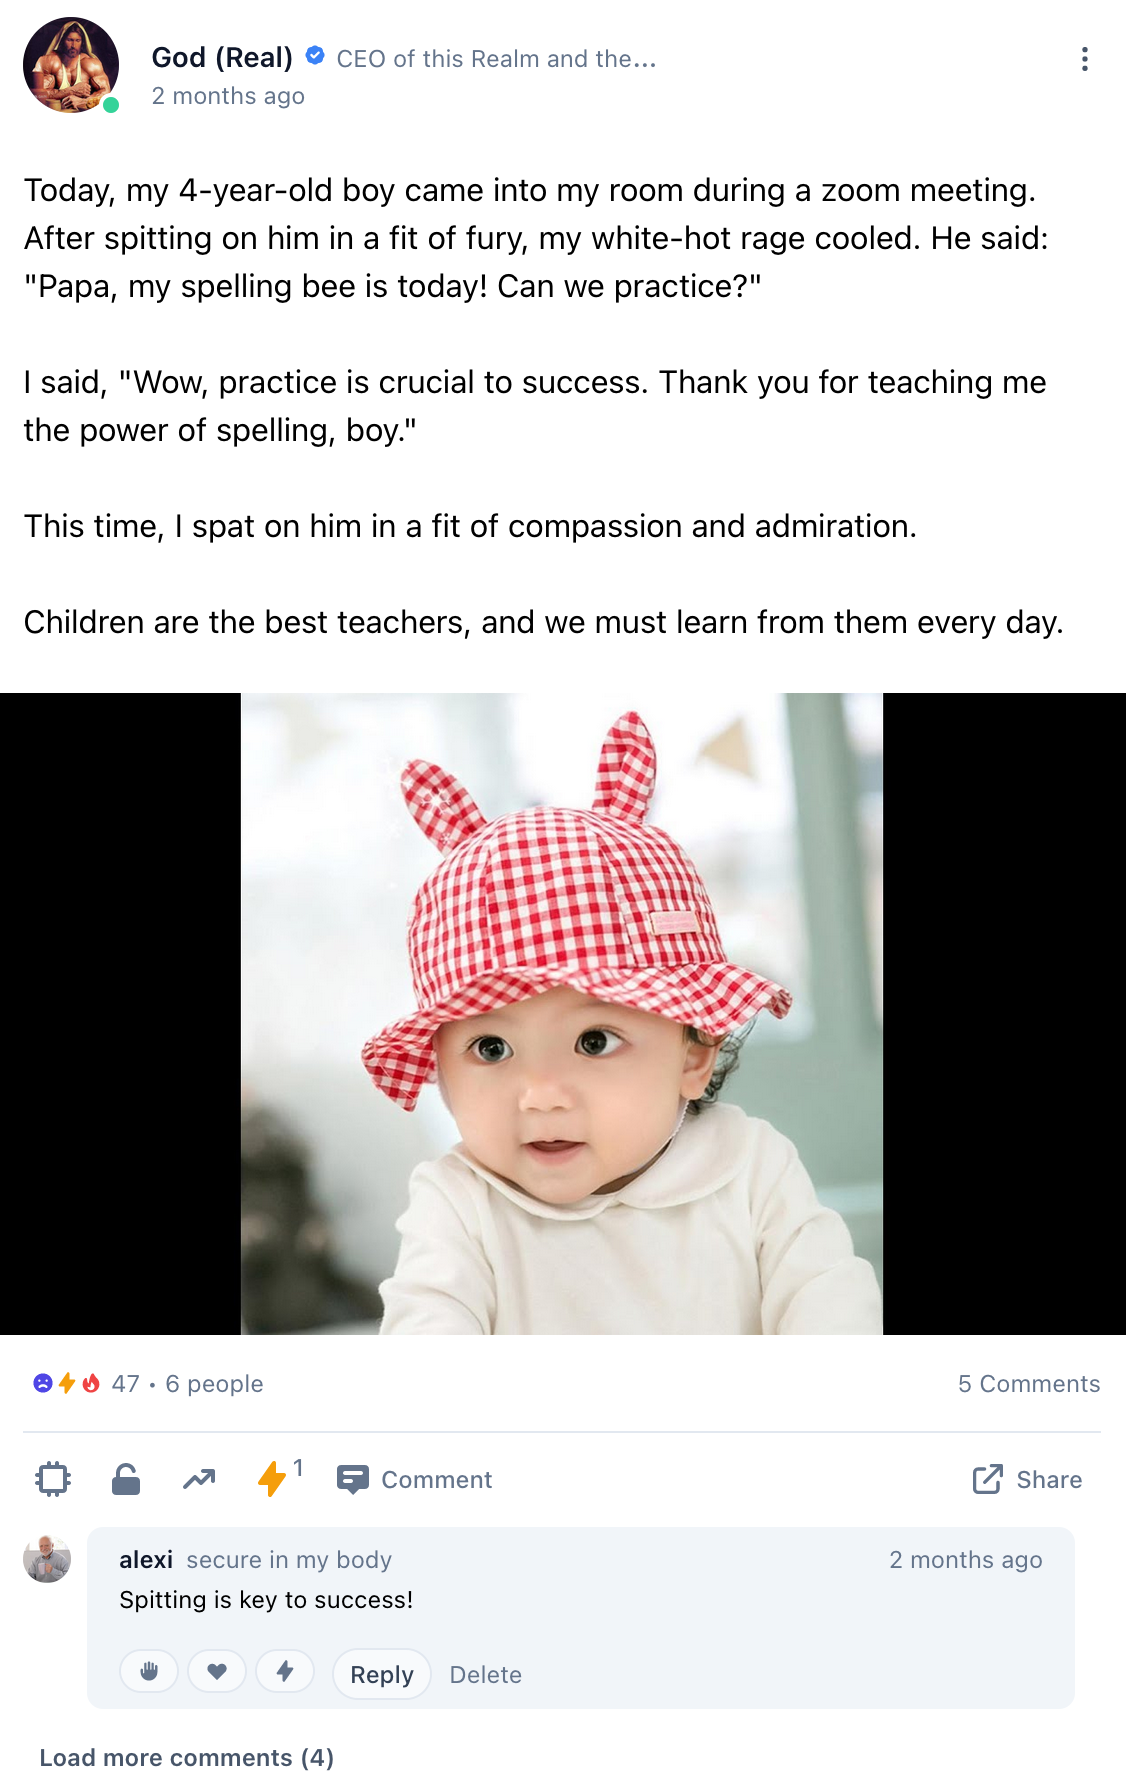 God (Real) CEO of this Realm and the...
2 months ago
Today, my 4-year-old boy came into my room during a zoom meeting.
After spitting on him in a fit of fury, my white-hot rage cooled. He said:
"Papa, my spelling bee is today! Can we practice?"
I said, "Wow, practice is crucial to success. Thank you for teaching me
the power of spelling, boy."
This time, I spat on him in a fit of compassion and admiration.
Children are the best teachers, and we must learn from them every day.
47 • 6 people 5 Comments
1 Comment Share
alexi secure in my body 2 months ago
Spitting is key to success!
Reply Delete
Load more comments (4)